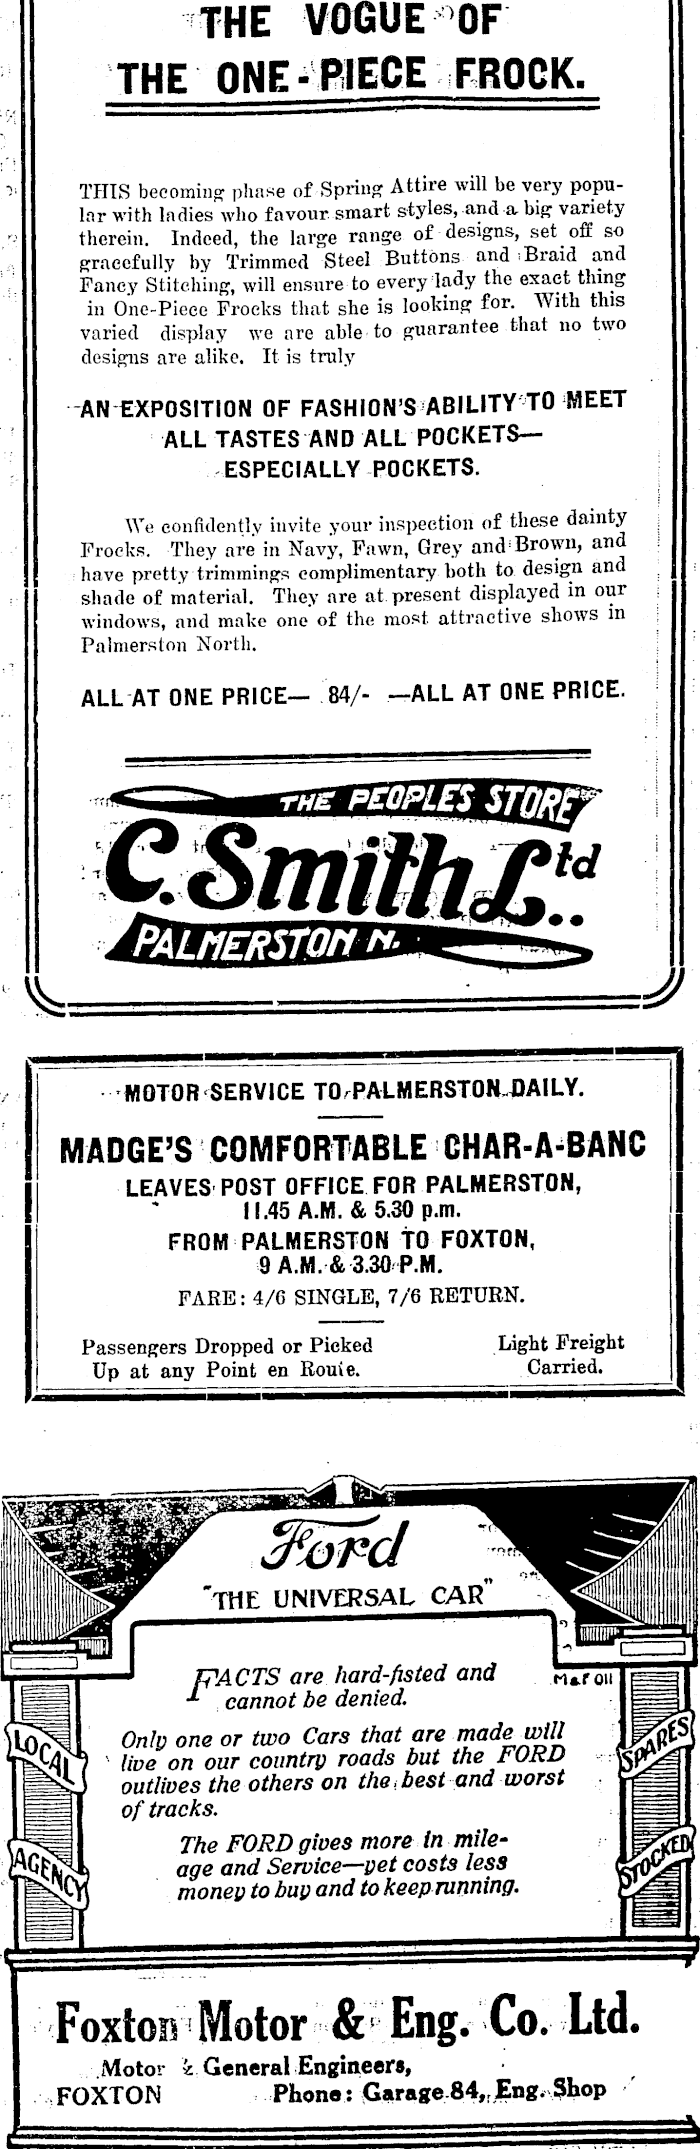 THE VOGUE OF
THE ONE-PIECE FROCK.
THIS becoming phase of Spring Attire will be very popu-
lar with ladies who favour smart styles, and a big variety
therein. Indeed, the large range of designs, set off so
gracefully by Trimmed Steel Buttons and Braid and
Fancy Stitching, will ensure to every lady the exact thing
in One-Piece Frocks that she is looking for. With this
varied display we are able to guarantee that no two
designs are alike. It is truly
AN EXPOSITION OF FASHION'S ABILITY TO MEET
ALL TASTES AND ALL POCKETS—
ESPECIALLY POCKETS.
We confidently invite your inspection of these dainty
Frocks. They are in Navy, Fawn, Grey and Brown, and
have pretty trimmings complimentary both to design and
shade of material. They are at present displayed in our
windows, and make one of the most attractive shows in
Palmerston North.
ALL AT ONE PRICE— 84/- —ALL AT ONE PRICE.
THE PEOPLES STORE
C. Smith Ltd..
PALMERSTON N.
MOTOR SERVICE TO PALMERSTON DAILY.
MADGE'S COMFORTABLE CHAR-A-BANC
LEAVES POST OFFICE FOR PALMERSTON,
11.45 A.M. & 5.30 p.m.
FROM PALMERSTON TO FOXTON,
9 A.M. & 3.30 P.M.
FARE: 4/6 SINGLE, 7/6 RETURN.
Passengers Dropped or Picked
Up at any Point en Route.
Light Freight
Carried.
Ford
"THE UNIVERSAL CAR"
FACTS are hard-fisted and
cannot be denied.
M&F 011
Only one or two Cars that are made will
live on our country roads but the FORD
outlives the others on the best and worst
of tracks.
The FORD gives more in mile-
age and Service—yet costs less
money to buy and to keep running.
LOCAL
AGENCY
SPARES
STOCKED
Foxton Motor & Eng. Co. Ltd.
Motor & General Engineers,
FOXTON Phone: Garage 84, Eng. Shop